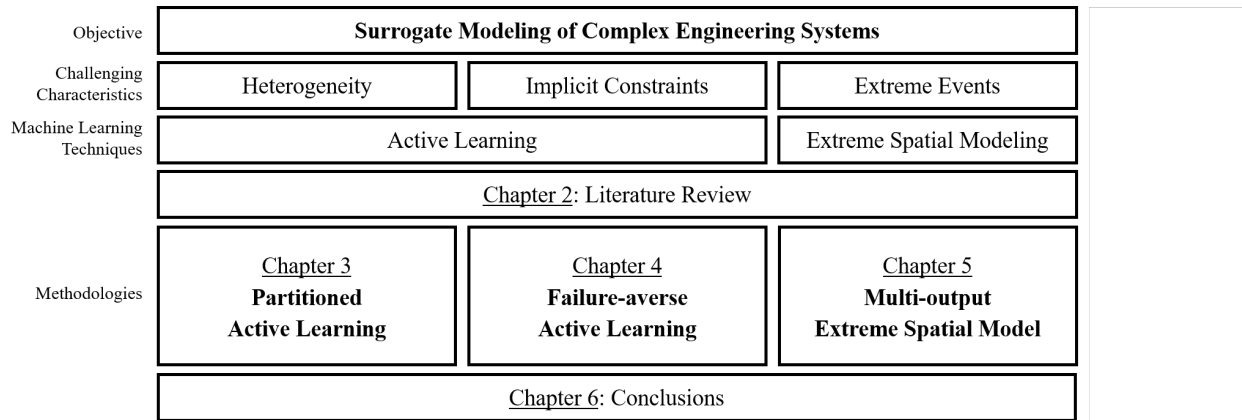 Objective
Surrogate Modeling of Complex Engineering Systems
Challenging
Characteristics
Heterogeneity
Implicit Constraints
Extreme Events
Machine Learning
Techniques
Active Learning
Extreme Spatial Modeling
Chapter 2: Literature Review
Methodologies
Chapter 3
Partitioned
Active Learning
Chapter 4
Failure-averse
Active Learning
Chapter 5
Multi-output
Extreme Spatial Model
Chapter 6: Conclusions